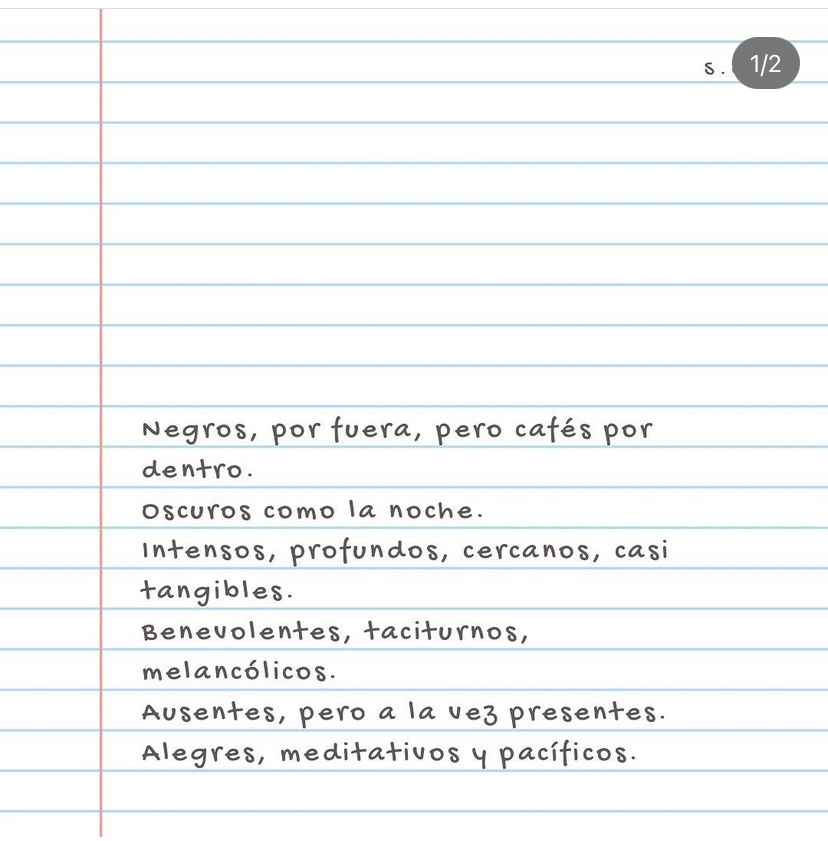 s.
1/2
Negros, por fuera, pero cafés por
dentro.
Oscuros como la noche.
Intensos, profundos, cercanos, casi
tangibles.
Benevolentes, taciturnos,
melancólicos.
Ausentes, pero a la vez presentes.
Alegres, meditativos y pacíficos.